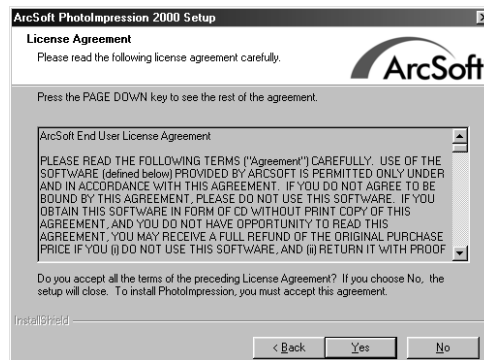 ArcSoft PhotoImpression 2000 Setup
License Agreement
Please read the following license agreement carefully.
ArcSoft
Press the PAGE DOWN key to see the rest of the agreement.
ArcSoft End User License Agreement
PLEASE READ THE FOLLOWING TERMS ("Agreement") CAREFULLY. USE OF THE
SOFTWARE (defined below) PROVIDED BY ARCSOFT IS PERMITTED ONLY UNDER
AND IN ACCORDANCE WITH THIS AGREEMENT. IF YOU DO NOT AGREE TO BE
BOUND BY THIS AGREEMENT, PLEASE DO NOT USE THIS SOFTWARE. IF YOU
OBTAIN THIS SOFTWARE IN FORM OF CD WITHOUT PRINT COPY OF THIS
AGREEMENT, AND YOU DO NOT HAVE OPPORTUNITY TO READ THIS
AGREEMENT, YOU MAY RECEIVE A FULL REFUND OF THE ORIGINAL PURCHASE
PRICE IF YOU (i) DO NOT USE THIS SOFTWARE, AND (ii) RETURN IT WITH PROOF
Do you accept all the terms of the preceding License Agreement? If you choose No, the
setup will close. To install PhotoImpression, you must accept this agreement.
InstallShield
< Back Yes No